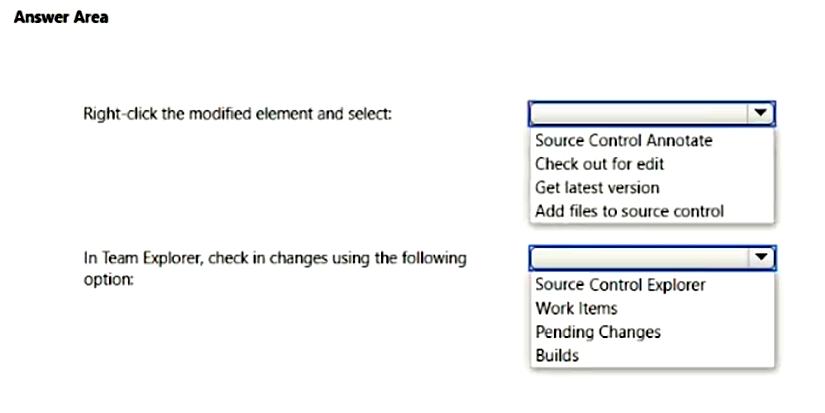 Answer Area
Right-click the modified element and select:
Source Control Annotate
Check out for edit
Get latest version
Add files to source control
In Team Explorer, check in changes using the following
option:
Source Control Explorer
Work Items
Pending Changes
Builds